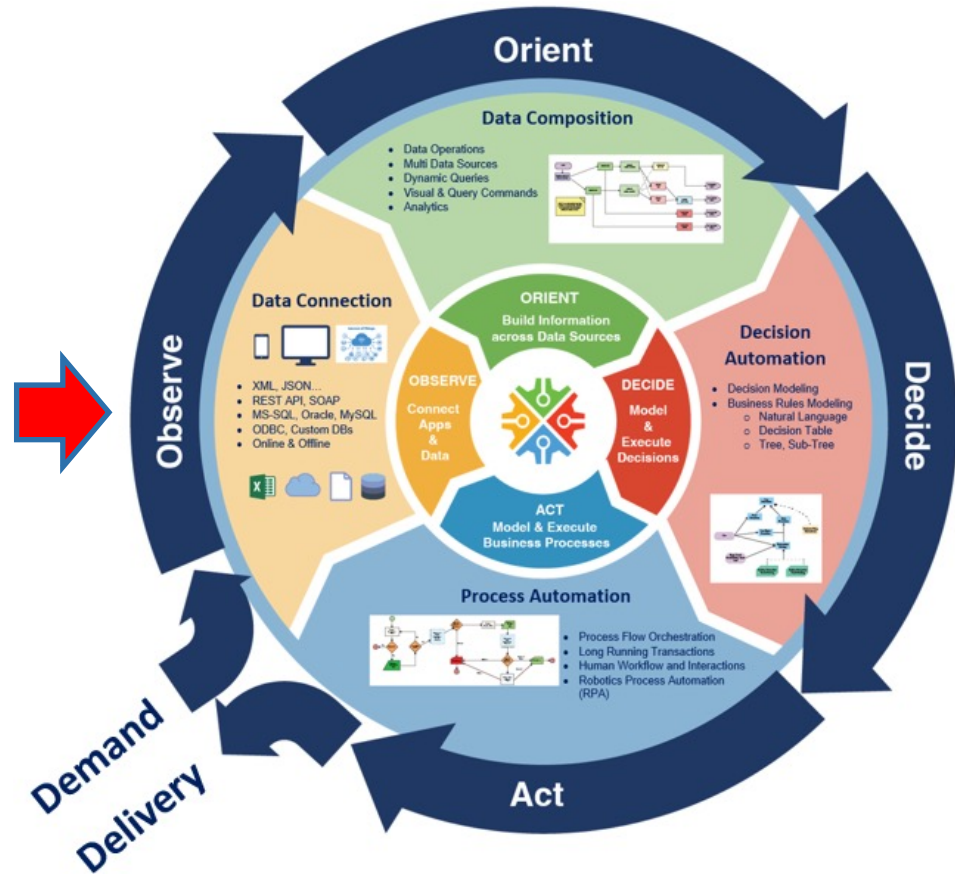 Orient
Data Composition
• Data Operations
• Multi Data Sources
• Dynamic Queries
• Visual & Query Commands
• Analytics
Observe
Data Connection
• XML, JSON...
• REST API, SOAP
• MS-SQL, Oracle, MySQL
• ODBC, Custom DBs
• Online & Offline
ORIENT
Build Information
across Data Sources
OBSERVE
Connect
Apps
&
Data
DECIDE
Model
&
Execute
Decisions
ACT
Model & Execute
Business Processes
Decision
Automation
• Decision Modeling
• Business Rules Modeling
o Natural Language
o Decision Table
o Tree, Sub-Tree
Decide
Process Automation
• Process Flow Orchestration
• Long Running Transactions
• Human Workflow and Interactions
• Robotics Process Automation
(RPA)
Act
Demand
Delivery